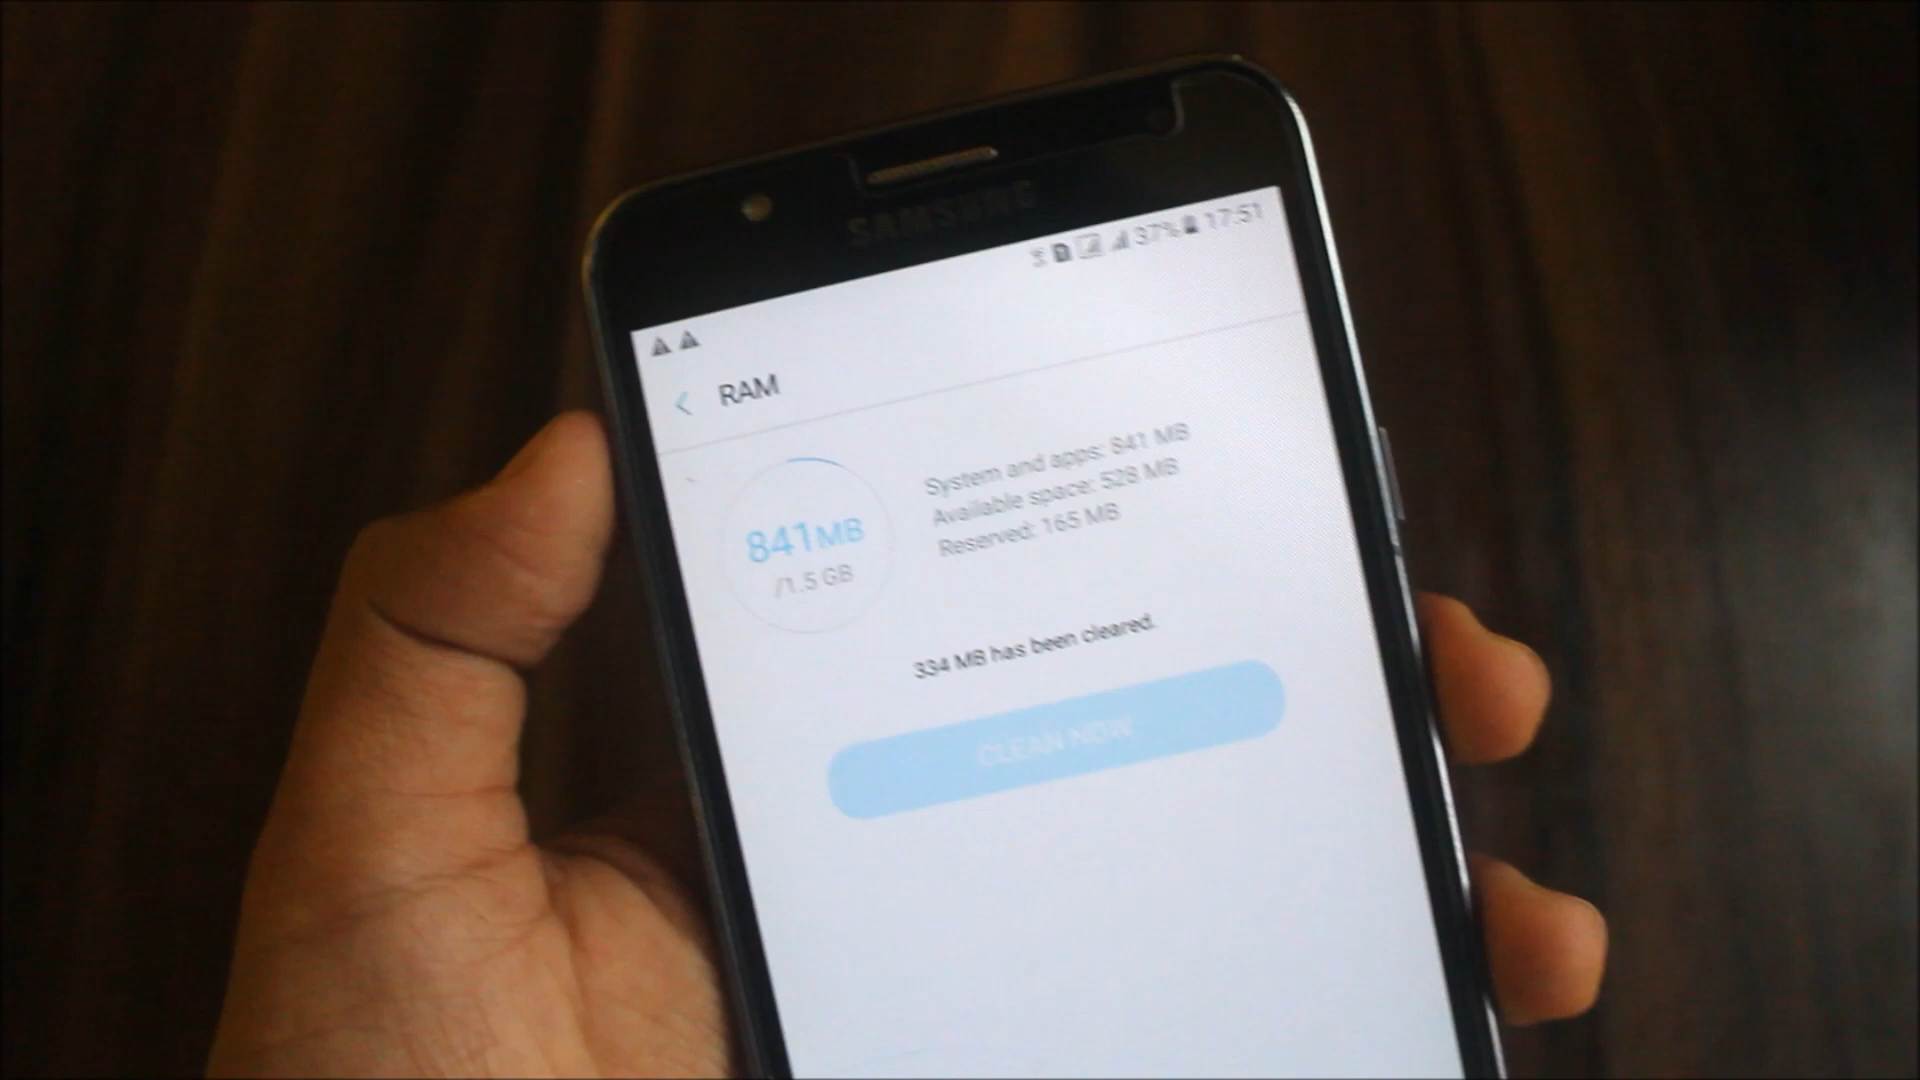 SAMSUNG
37% 17:51
RAM
841MB
/1.5 GB
System and apps: 841 MB
Available space: 528 MB
Reserved: 165 MB
334 MB has been cleared.
CLEAN NOW